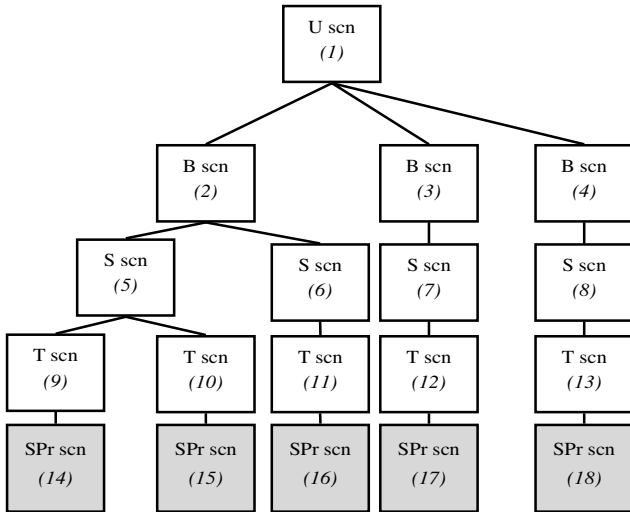 U scn
(1)
B scn
(2)
B scn
(3)
B scn
(4)
S scn
(5)
S scn
(6)
S scn
(7)
S scn
(8)
T scn
(9)
T scn
(10)
T scn
(11)
T scn
(12)
T scn
(13)
SPr scn
(14)
SPr scn
(15)
SPr scn
(16)
SPr scn
(17)
SPr scn
(18)